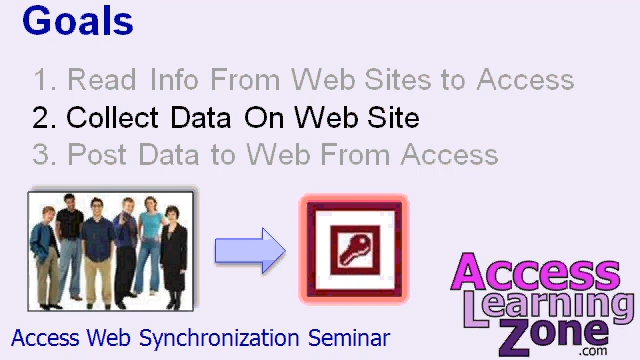 Goals
1. Read Info From Web Sites to Access
2. Collect Data On Web Site
3. Post Data to Web From Access
Access Web Synchronization Seminar
Access
Learning
Zone
.com